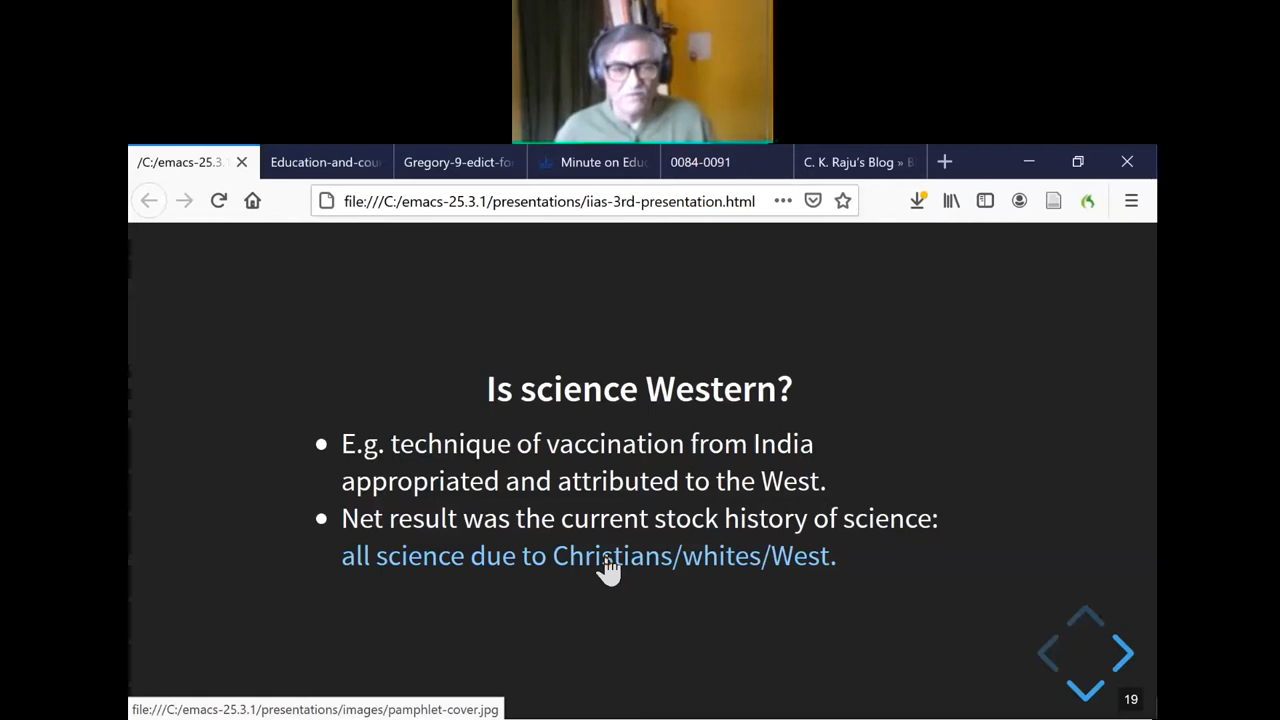 /C:/emacs-25.3.1
Education-and-cou
Gregory-9-edict-fo
Minute on Educ
0084-0091
C. K. Raju's Blog » B
file:///C:/emacs-25.3.1/presentations/iias-3rd-presentation.html
Is science Western?
• E.g. technique of vaccination from India
appropriated and attributed to the West.
• Net result was the current stock history of science:
all science due to Christians/whites/West.
19
file:///C:/emacs-25.3.1/presentations/images/pamphlet-cover.jpg